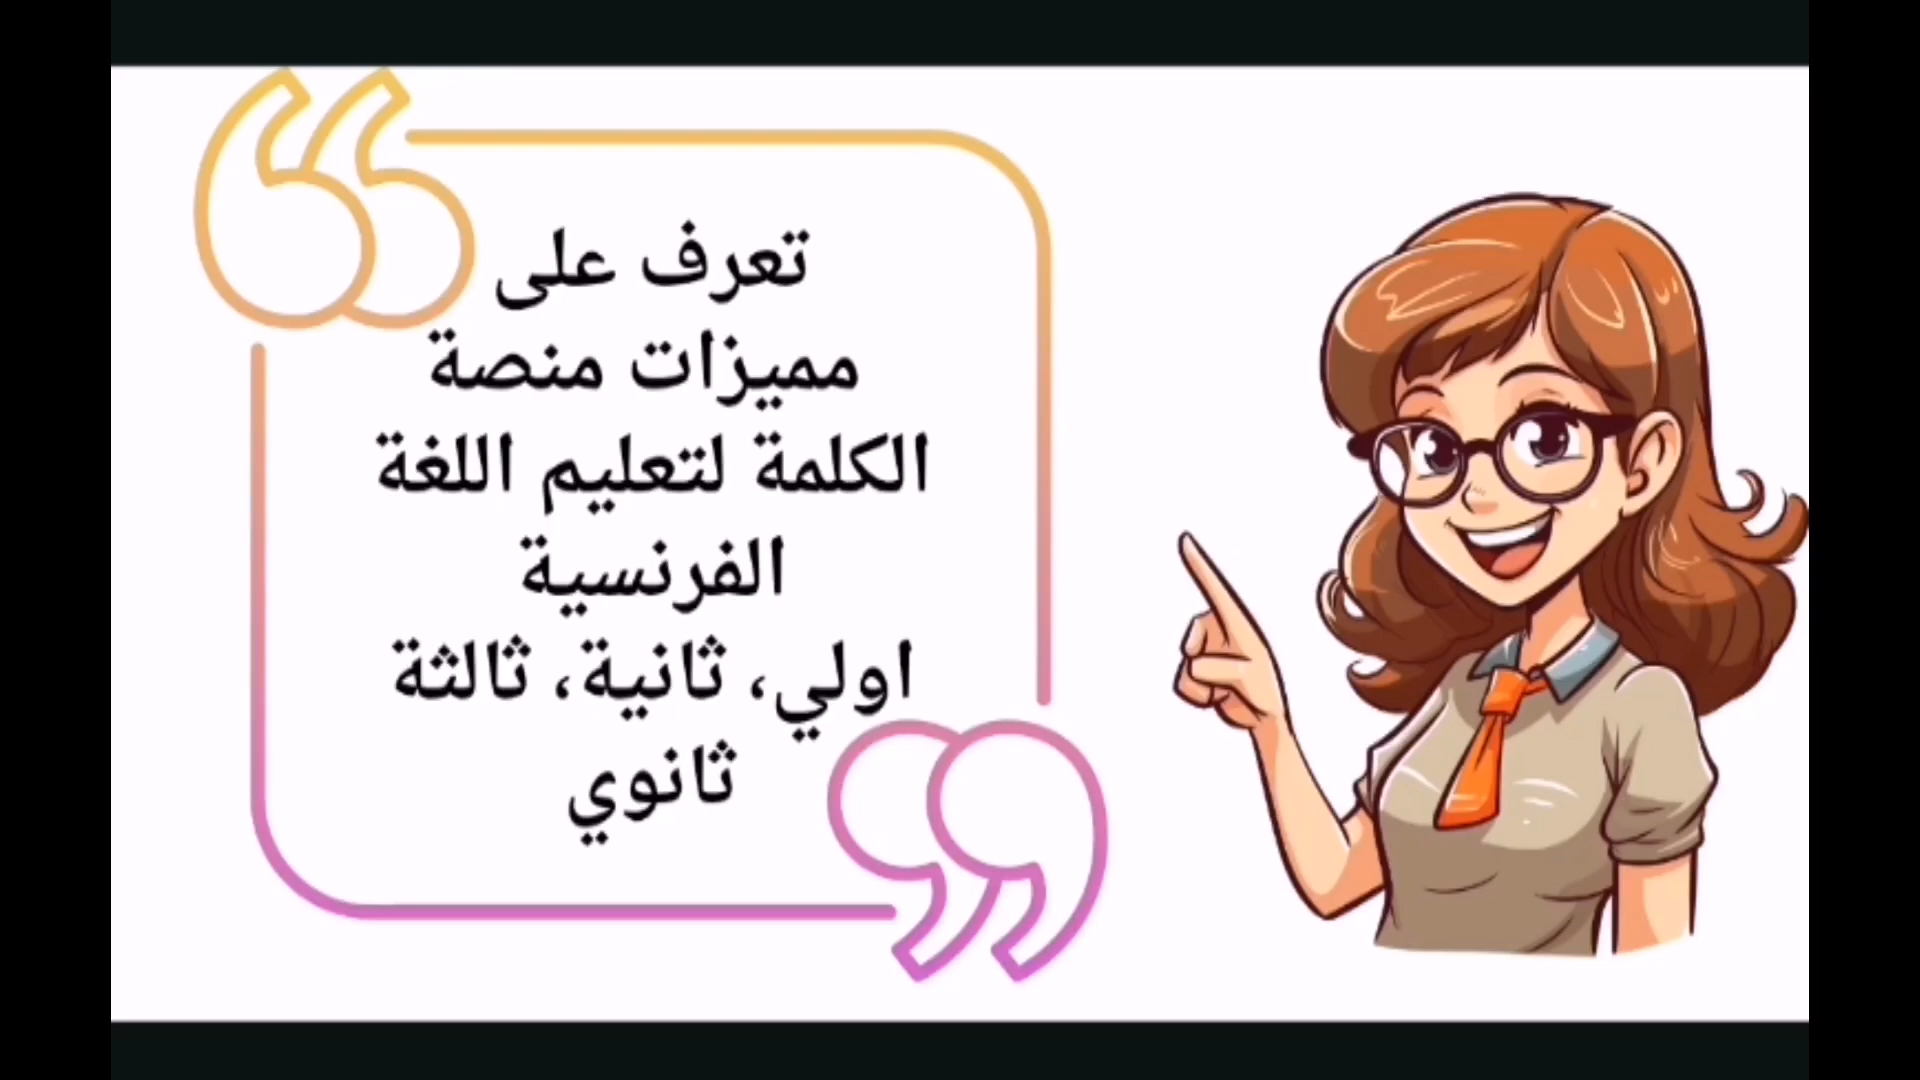 تعرف على
مميزات منصة
الكلمة لتعليم اللغة
الفرنسية
اولي، ثانية، ثالثة
ثانوي